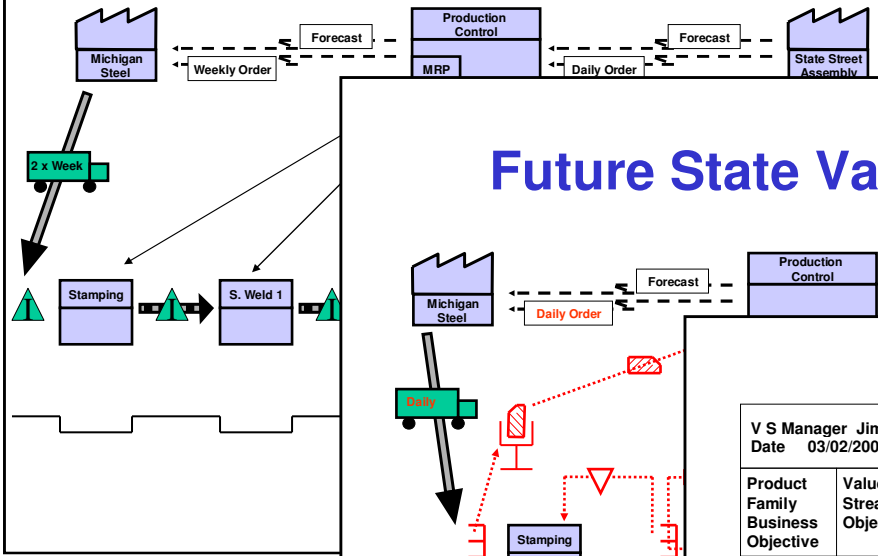 Production
Control
Forecast
Forecast
Michigan
Steel
State Street
Assembly
Weekly Order
MRP
Daily Order
2 x Week
Future State Va
Stamping
S. Weld 1
I
I
I
Production
Control
Forecast
Michigan
Steel
Daily Order
Daily
V S Manager Jim
Date 03/02/200
Product
Family
Business
Objective
Value
Strea
Obje
Stamping